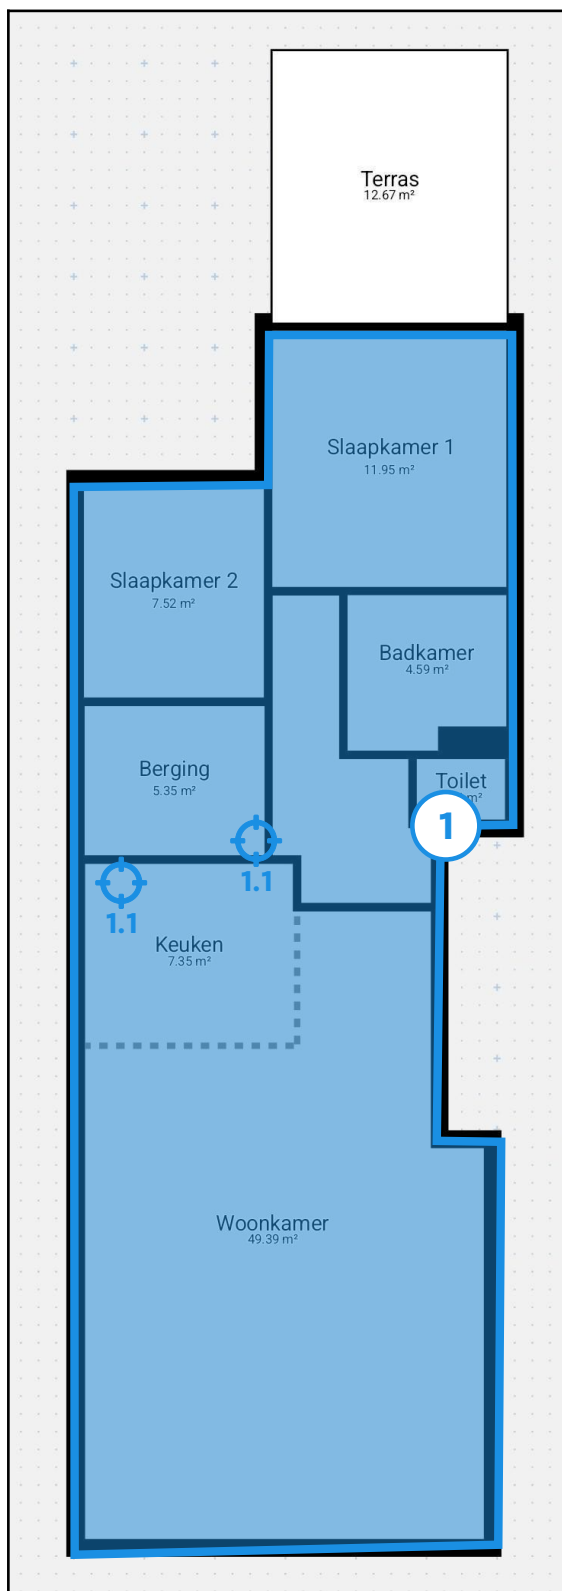 Terras
12.67 m²
Slaapkamer 1
11.95 m²
Slaapkamer 2
7.52 m²
Badkamer
4.59 m²
Berging
5.35 m²
Toilet
m²
1
1.1
1.1
Keuken
7.35 m²
Woonkamer
49.39 m²